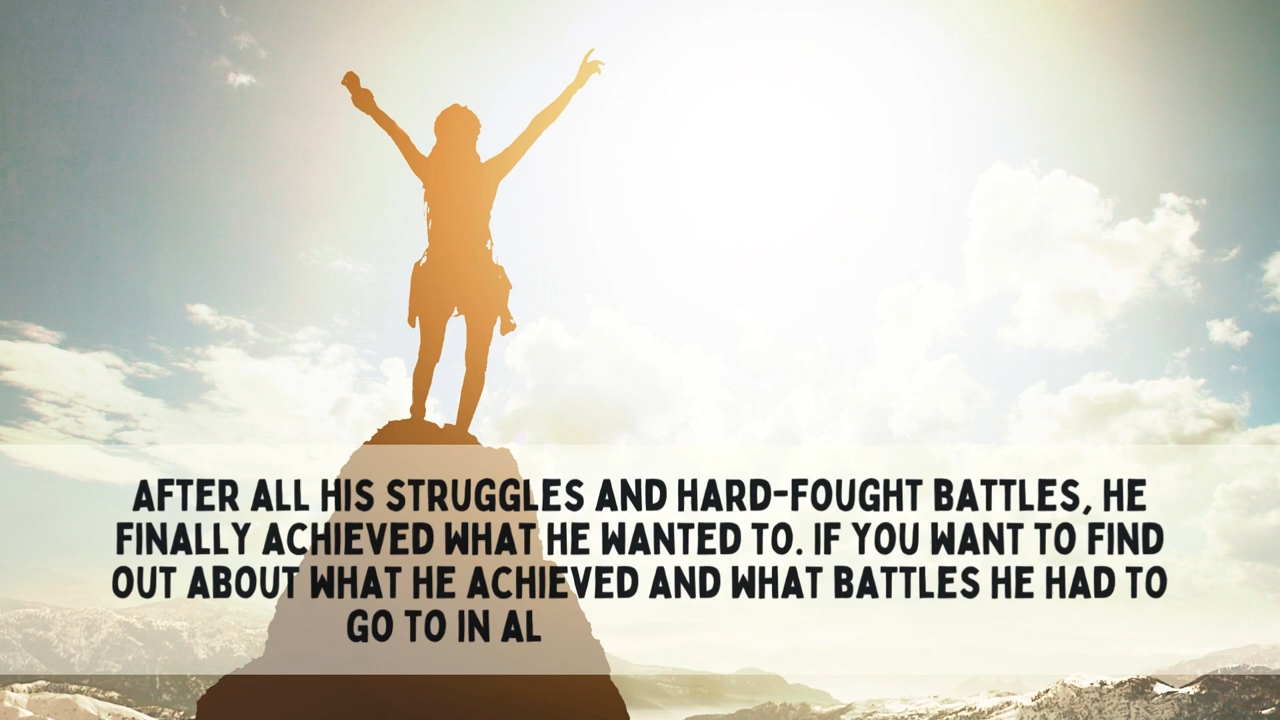 AFTER ALL HIS STRUGGLES AND HARD-FOUGHT BATTLES, HE
FINALLY ACHIEVED WHAT HE WANTED TO. IF YOU WANT TO FIND
OUT ABOUT WHAT HE ACHIEVED AND WHAT BATTLES HE HAD TO
GO TO IN AL